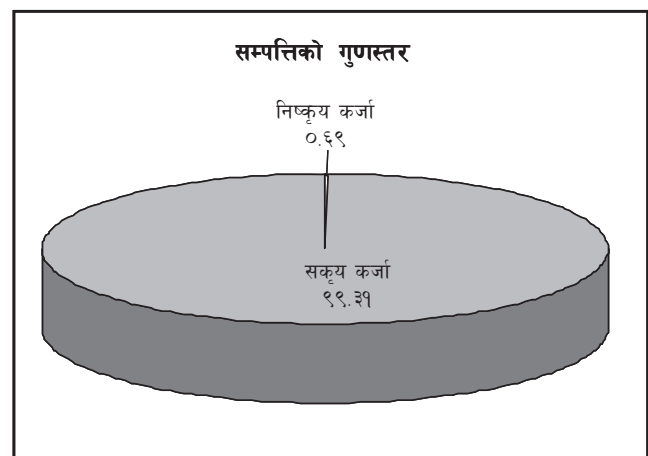 सम्पत्तिको गुणस्तर
निष्कृय कर्जा
०.६९
सकृय कर्जा
९९.३१